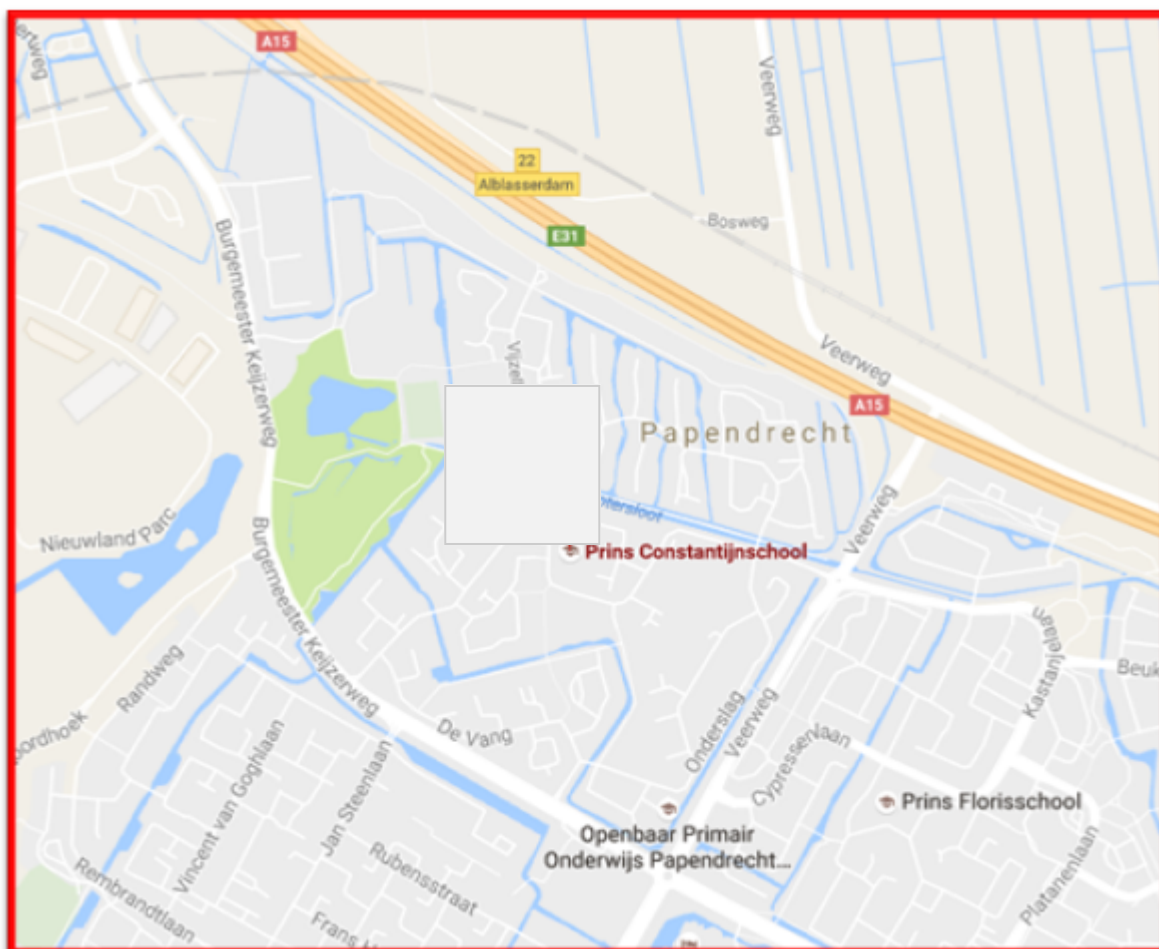 A15
Veerweg
22
Alblasserdam
Bosweg
E31
Burgemeester Keijzerweg
Veerweg
A15
Papendrecht
Veerweg
Nieuwland Parc
Prins Constantijnschool
Burgemeester Keijzerweg
Kastanjelaan
Randweg
De Vang
Onderslag
Veerweg
Cypressenlaan
Vincent van Goghlaan
Jan Steenlaan
Prins Florisschool
Openbaar Primair
Onderwijs Papendrecht...
Rubensstraat
Rembrandtlaan
Platanenlaan